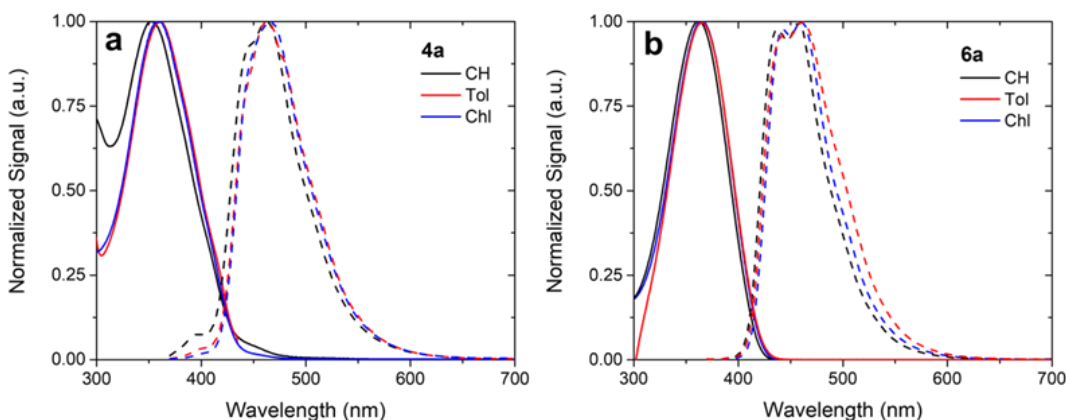 a
4a
CH
Tol
Chl
1.00
0.75
0.50
0.25
0.00
Normalized Signal (a.u.)
300 400 500 600 700
Wavelength (nm)
b
6a
CH
Tol
Chl
1.00
0.75
0.50
0.25
0.00
Normalized Signal (a.u.)
300 400 500 600 700
Wavelength (nm)